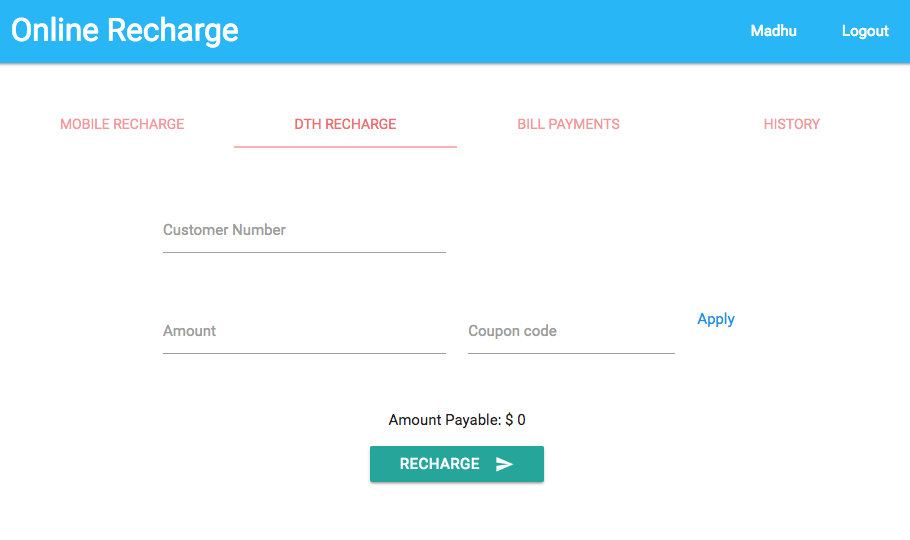 Online Recharge
Madhu
Logout
MOBILE RECHARGE
DTH RECHARGE
BILL PAYMENTS
HISTORY
Customer Number
Amount
Coupon code
Apply
Amount Payable: $ 0
RECHARGE